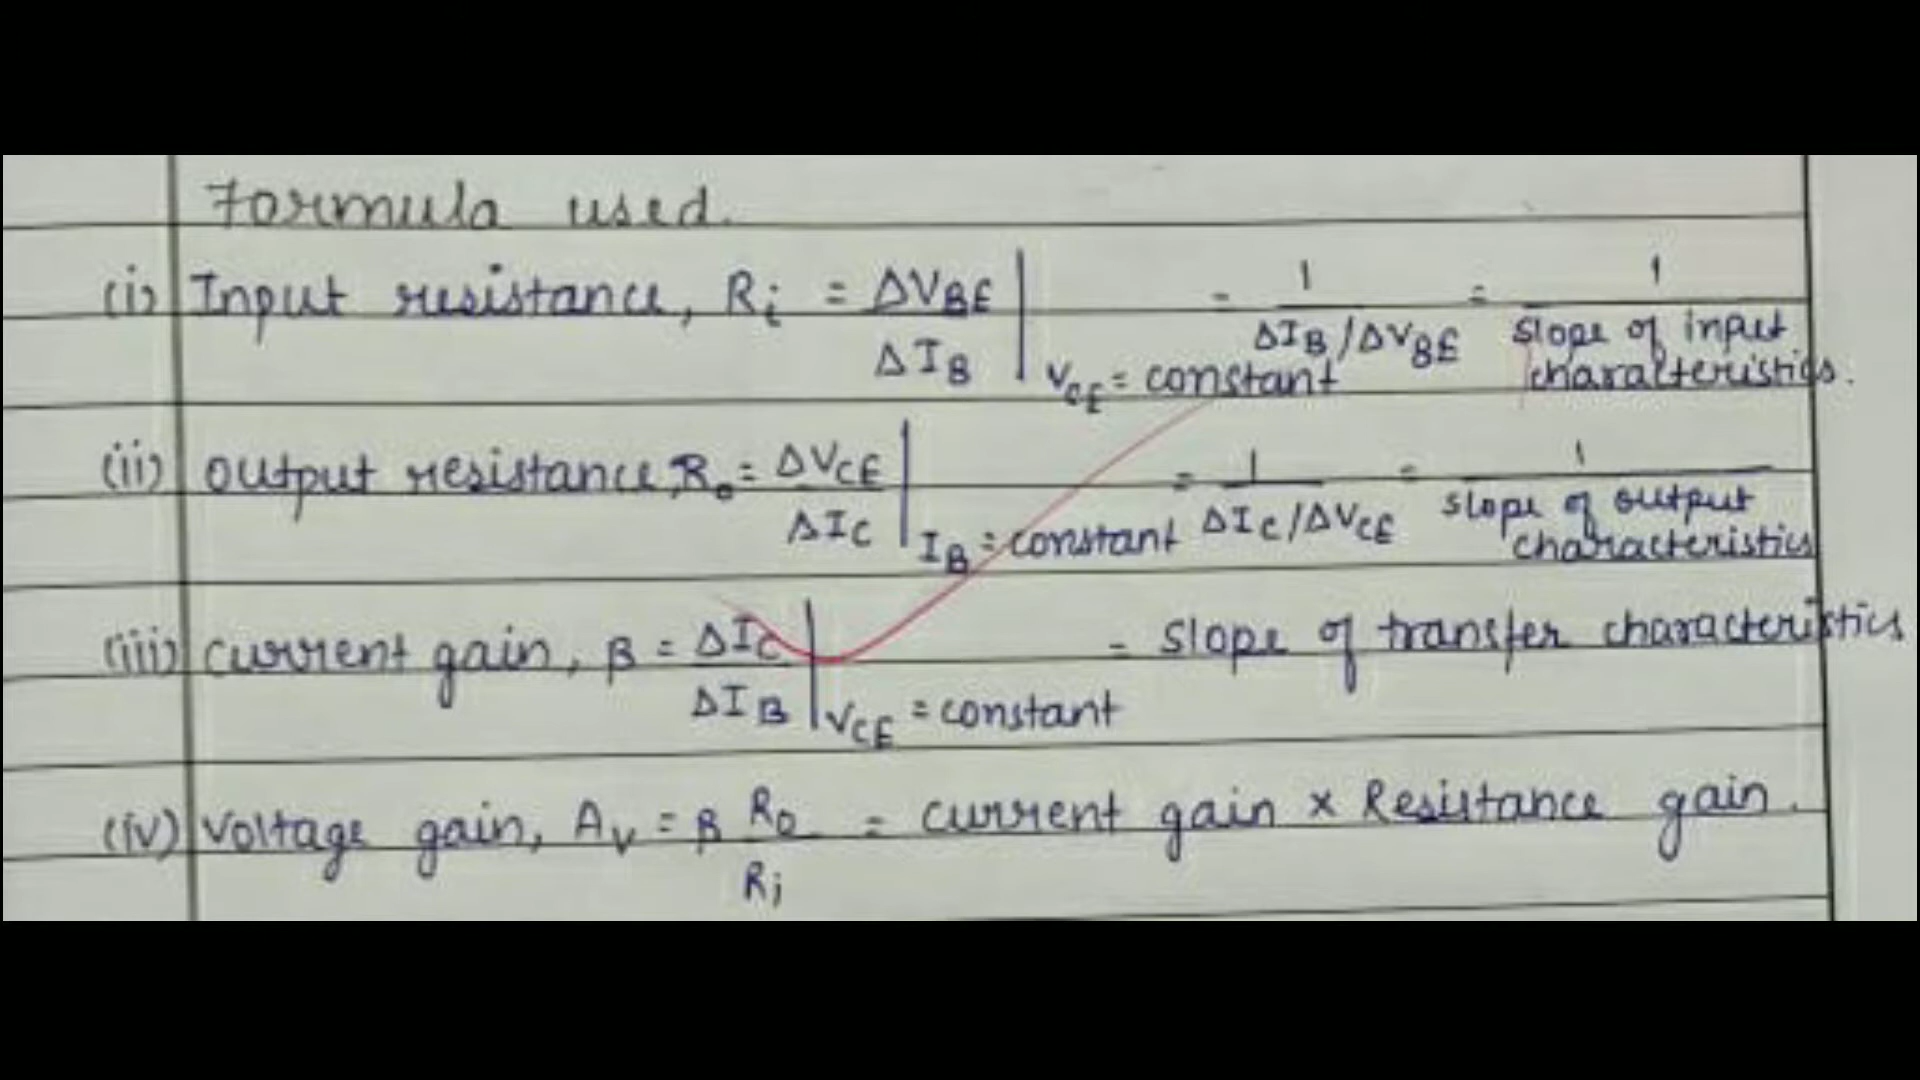 Formula used.
(i) Input resistance, Ri = ΔVBE / ΔIB | VCE = constant = 1 / ΔIB/ΔVBE = 1 / slope of input characteristics.
(ii) output resistance, Ro = ΔVCE / ΔIC | IB = constant = 1 / ΔIC/ΔVCE = 1 / slope of output characteristics
(iii) current gain, β = ΔIC / ΔIB | VCE = constant = slope of transfer characteristics
(iv) voltage gain, Av = β Ro / Ri = current gain × Resistance gain.